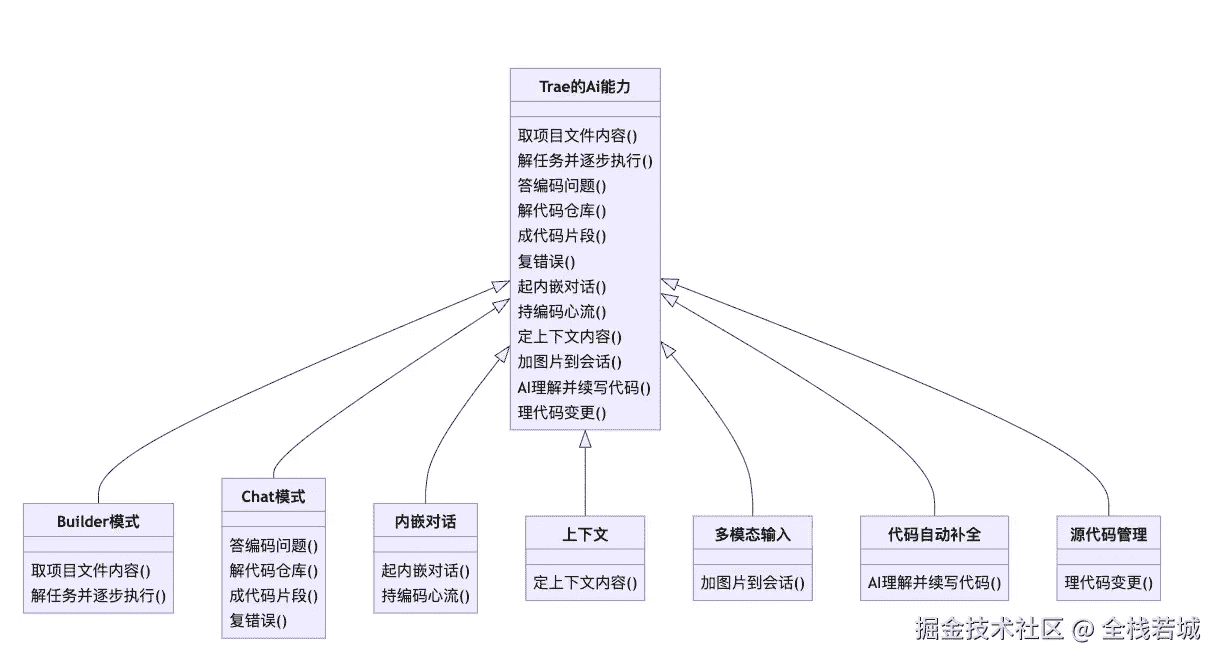 Trae的Ai能力
取项目文件内容()
解任务并逐步执行()
答编码问题()
解代码仓库()
成代码片段()
复错误()
起内嵌对话()
持编码心流()
定上下文内容()
加图片到会话()
AI理解并续写代码()
理代码变更()
Builder模式
取项目文件内容()
解任务并逐步执行()
Chat模式
答编码问题()
解代码仓库()
成代码片段()
复错误()
内嵌对话
起内嵌对话()
持编码心流()
上下文
定上下文内容()
多模态输入
加图片到会话()
代码自动补全
AI理解并续写代码()
源代码管理
理代码变更()
掘金技术社区 @ 全栈若城